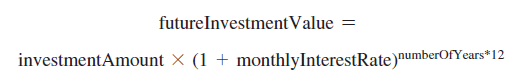 futureInvestmentValue =
investmentAmount × (1 + monthlyInterestRate)^numberOfYears*12